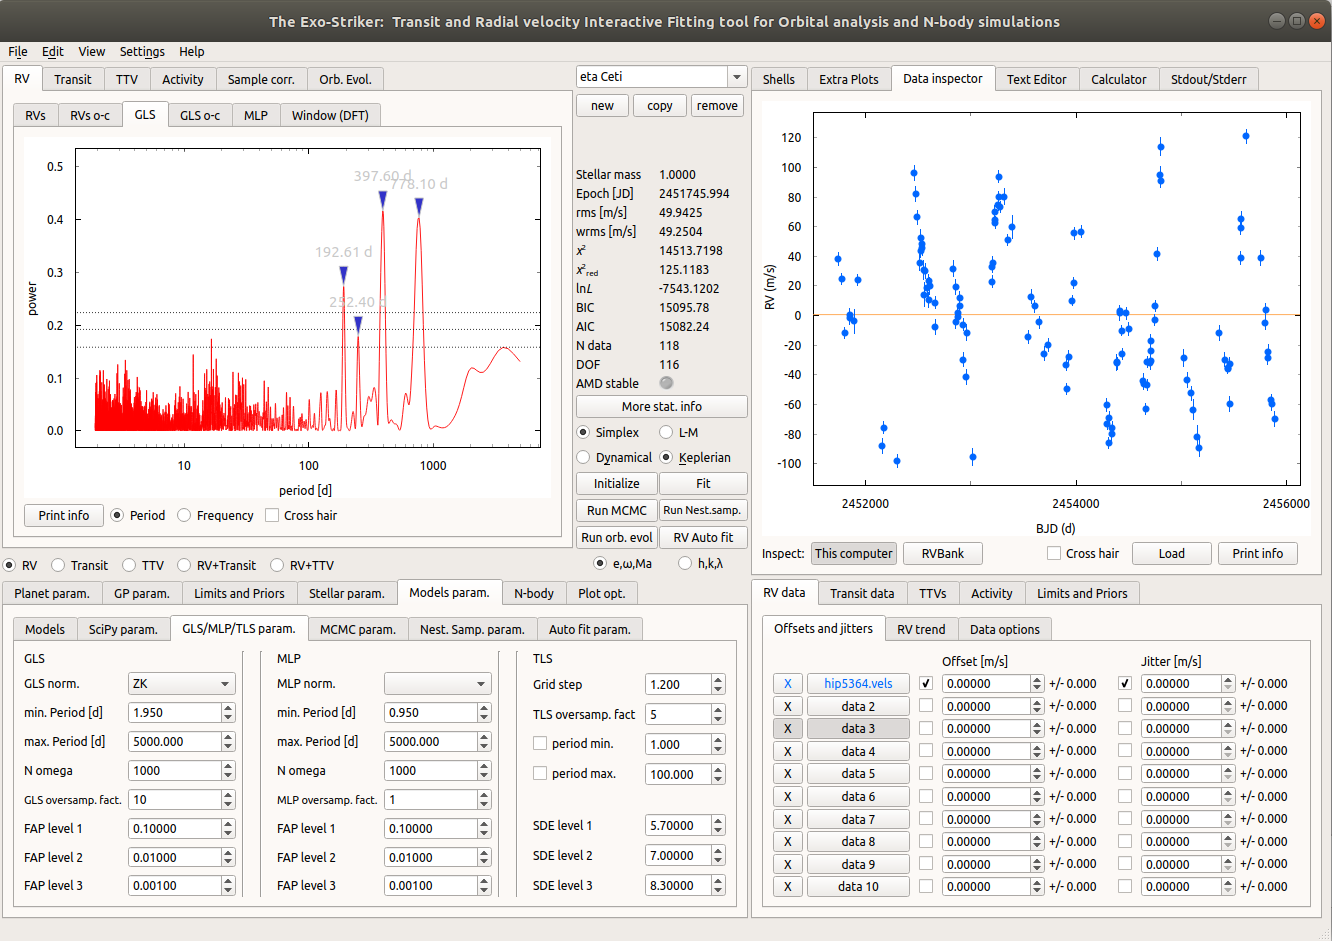 The Exo-Striker: Transit and Radial velocity Interactive Fitting tool for Orbital analysis and N-body simulations
File Edit View Settings Help
RV Transit TTV Activity Sample corr. Orb. Evol.
RVs RVs o-c GLS GLS o-c MLP Window (DFT)
397.60 d
778.10 d
192.61 d
252.40 d
0.5
0.4
0.3
0.2
0.1
0.0
power
10 100 1000
period [d]
Print info Period Frequency Cross hair
eta Ceti
new copy remove
Stellar mass 1.0000
Epoch [JD] 2451745.994
rms [m/s] 49.9425
wrms [m/s] 49.2504
χ² 14513.7198
χ² red 125.1183
lnL -7543.1202
BIC 15095.78
AIC 15082.24
N data 118
DOF 116
AMD stable
More stat. info
Simplex L-M
Dynamical Keplerian
Initialize Fit
Run MCMC Run Nest.samp.
Run orb. evol RV Auto fit
e,ω,Ma h,k,λ
Shells Extra Plots Data inspector Text Editor Calculator Stdout/Stderr
120
100
80
60
40
20
0
-20
-40
-60
-80
-100
RV (m/s)
2452000 2454000 2456000
BJD (d)
Inspect: This computer RVBank Cross hair Load Print info
RV Transit TTV RV+Transit RV+TTV
Planet param. GP param. Limits and Priors Stellar param. Models param. N-body Plot opt.
Models SciPy param. GLS/MLP/TLS param. MCMC param. Nest. Samp. param. Auto fit param.
GLS
GLS norm. ZK
min. Period [d] 1.950
max. Period [d] 5000.000
N omega 1000
GLS oversamp. fact. 10
FAP level 1 0.10000
FAP level 2 0.01000
FAP level 3 0.00100
MLP
MLP norm.
min. Period [d] 0.950
max. Period [d] 5000.000
N omega 1000
MLP oversamp. fact. 1
FAP level 1 0.10000
FAP level 2 0.01000
FAP level 3 0.00100
TLS
Grid step 1.200
TLS oversamp. fact 5
period min. 1.000
period max. 100.000
SDE level 1 5.70000
SDE level 2 7.00000
SDE level 3 8.30000
RV data Transit data TTVs Activity Limits and Priors
Offsets and jitters RV trend Data options
Offset [m/s] Jitter [m/s]
X hip5364.vels 0.00000 +/- 0.000 0.00000 +/- 0.000
X data 2 0.00000 +/- 0.000 0.00000 +/- 0.000
X data 3 0.00000 +/- 0.000 0.00000 +/- 0.000
X data 4 0.00000 +/- 0.000 0.00000 +/- 0.000
X data 5 0.00000 +/- 0.000 0.00000 +/- 0.000
X data 6 0.00000 +/- 0.000 0.00000 +/- 0.000
X data 7 0.00000 +/- 0.000 0.00000 +/- 0.000
X data 8 0.00000 +/- 0.000 0.00000 +/- 0.000
X data 9 0.00000 +/- 0.000 0.00000 +/- 0.000
X data 10 0.00000 +/- 0.000 0.00000 +/- 0.000